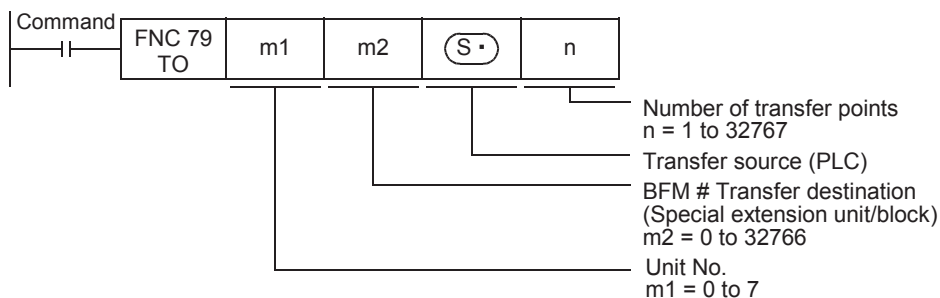 Command
FNC 79
TO
m1
m2
S・
n
Number of transfer points
n = 1 to 32767
Transfer source (PLC)
BFM # Transfer destination
(Special extension unit/block)
m2 = 0 to 32766
Unit No.
m1 = 0 to 7